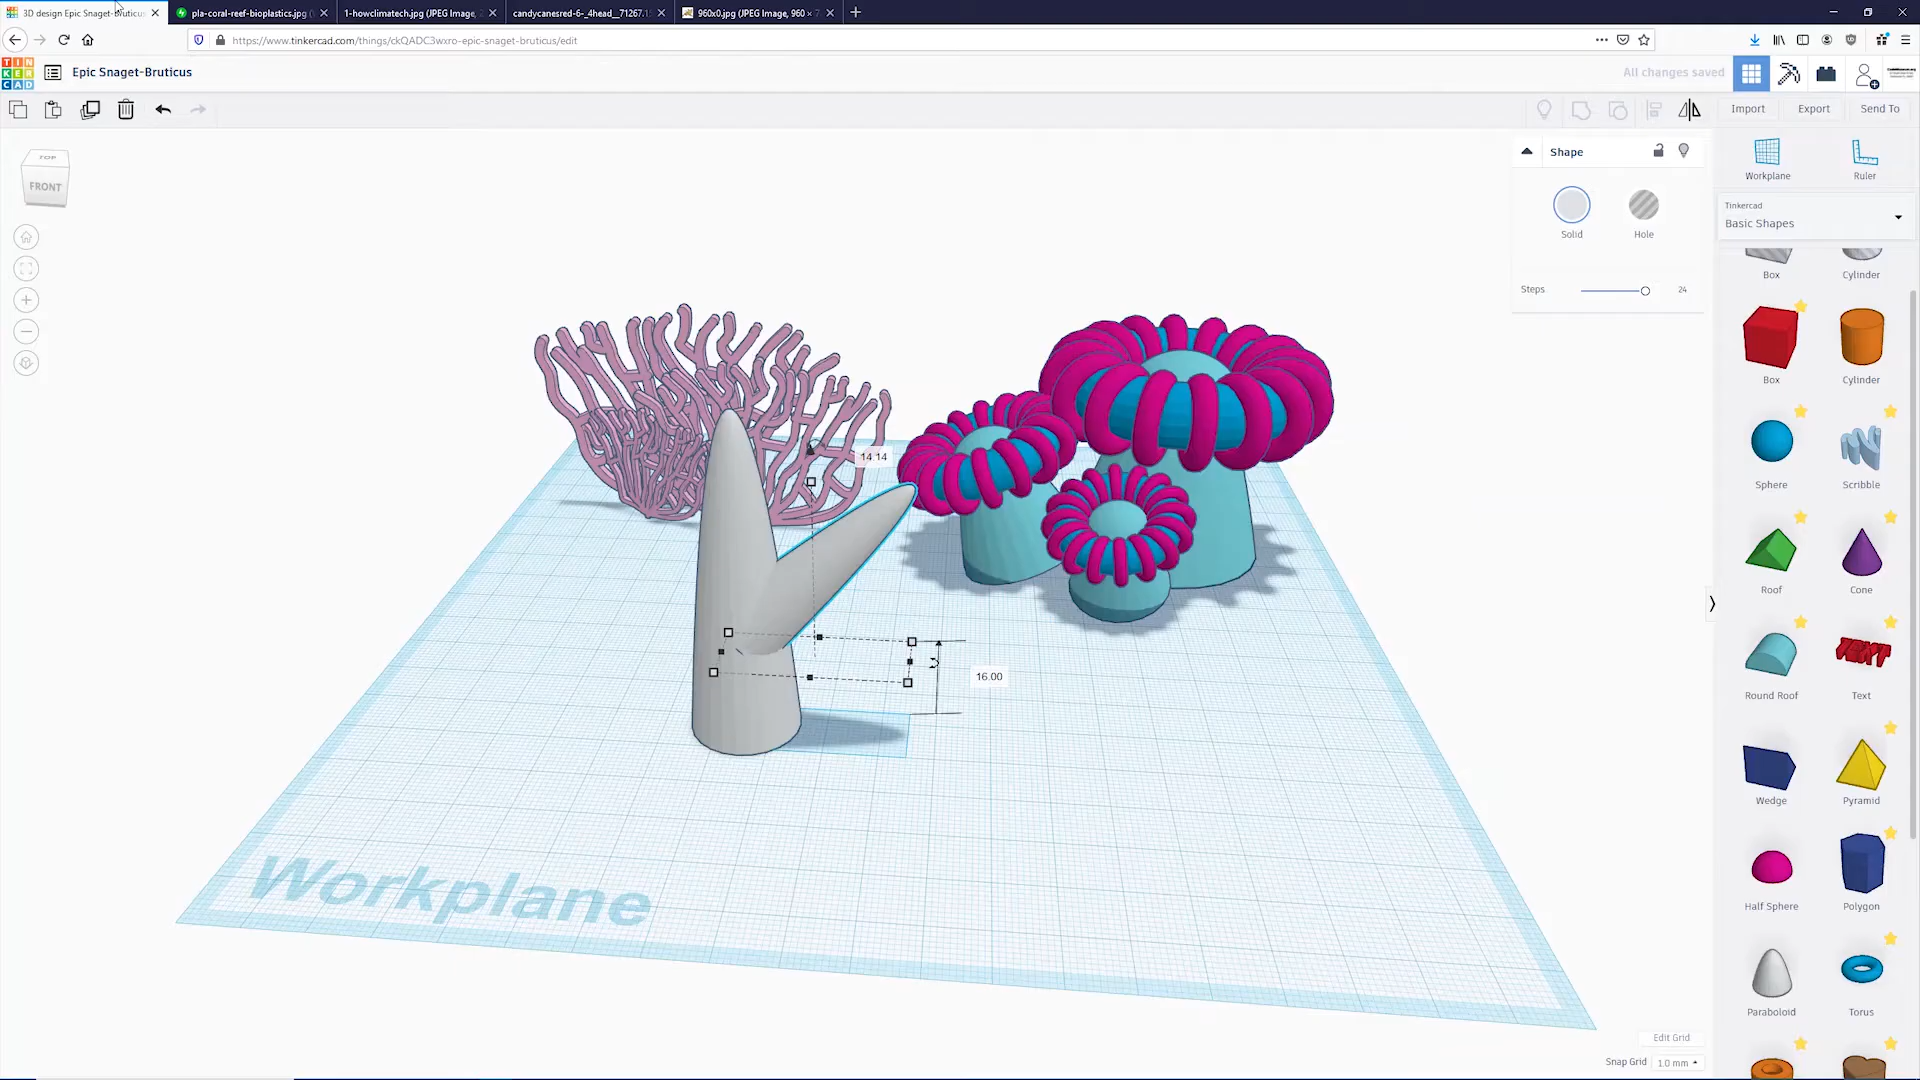 3D design Epic Snaget-Bruticus
pla-coral-reef-bioplastics.jpg
1-howclimatech.jpg (JPEG Image,
candycanesred-6-_4head__71267.1
960x0.jpg (JPEG Image, 960 ×
https://www.tinkercad.com/things/ckQADC3wxro-epic-snaget-bruticus/edit
TIN
KER
CAD
Epic Snaget-Bruticus
All changes saved
Import
Export
Send To
TOP
FRONT
Shape
Solid
Hole
Steps
24
Workplane
Ruler
Tinkercad
Basic Shapes
Box
Cylinder
Box
Cylinder
Sphere
Scribble
Roof
Cone
TEXT
Round Roof
Text
Wedge
Pyramid
Half Sphere
Polygon
Paraboloid
Torus
14.14
16.00
Workplane
Edit Grid
Snap Grid
1.0 mm